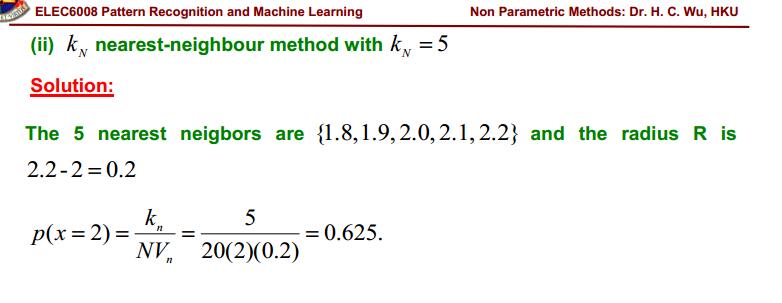 ELEC6008 Pattern Recognition and Machine Learning Non Parametric Methods: Dr. H. C. Wu, HKU
(ii) k_N nearest-neighbour method with k_N = 5
Solution:
The 5 nearest neigbors are {1.8,1.9,2.0,2.1,2.2} and the radius R is
2.2-2=0.2
p(x=2) = k_n / NV_n = 5 / 20(2)(0.2) = 0.625.